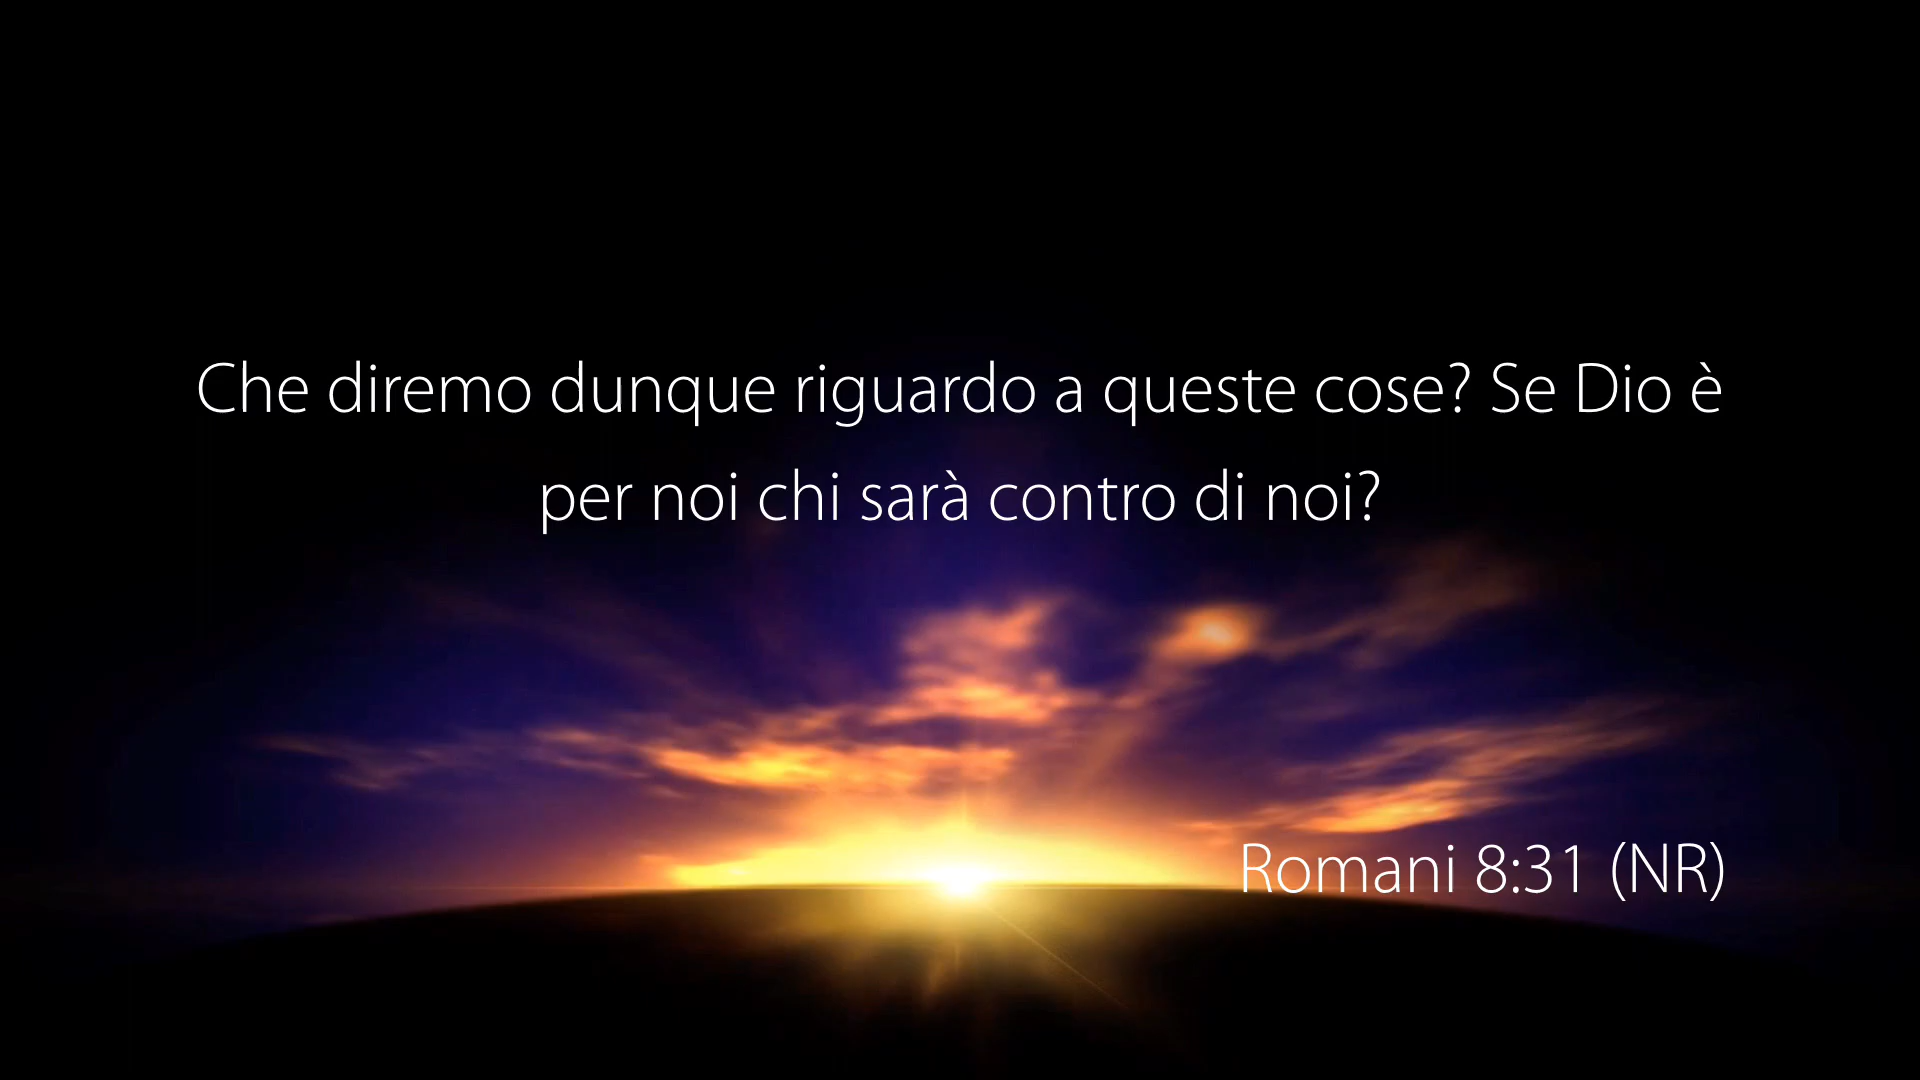 Che diremo dunque riguardo a queste cose? Se Dio è
per noi chi sarà contro di noi?
Romani 8:31 (NR)